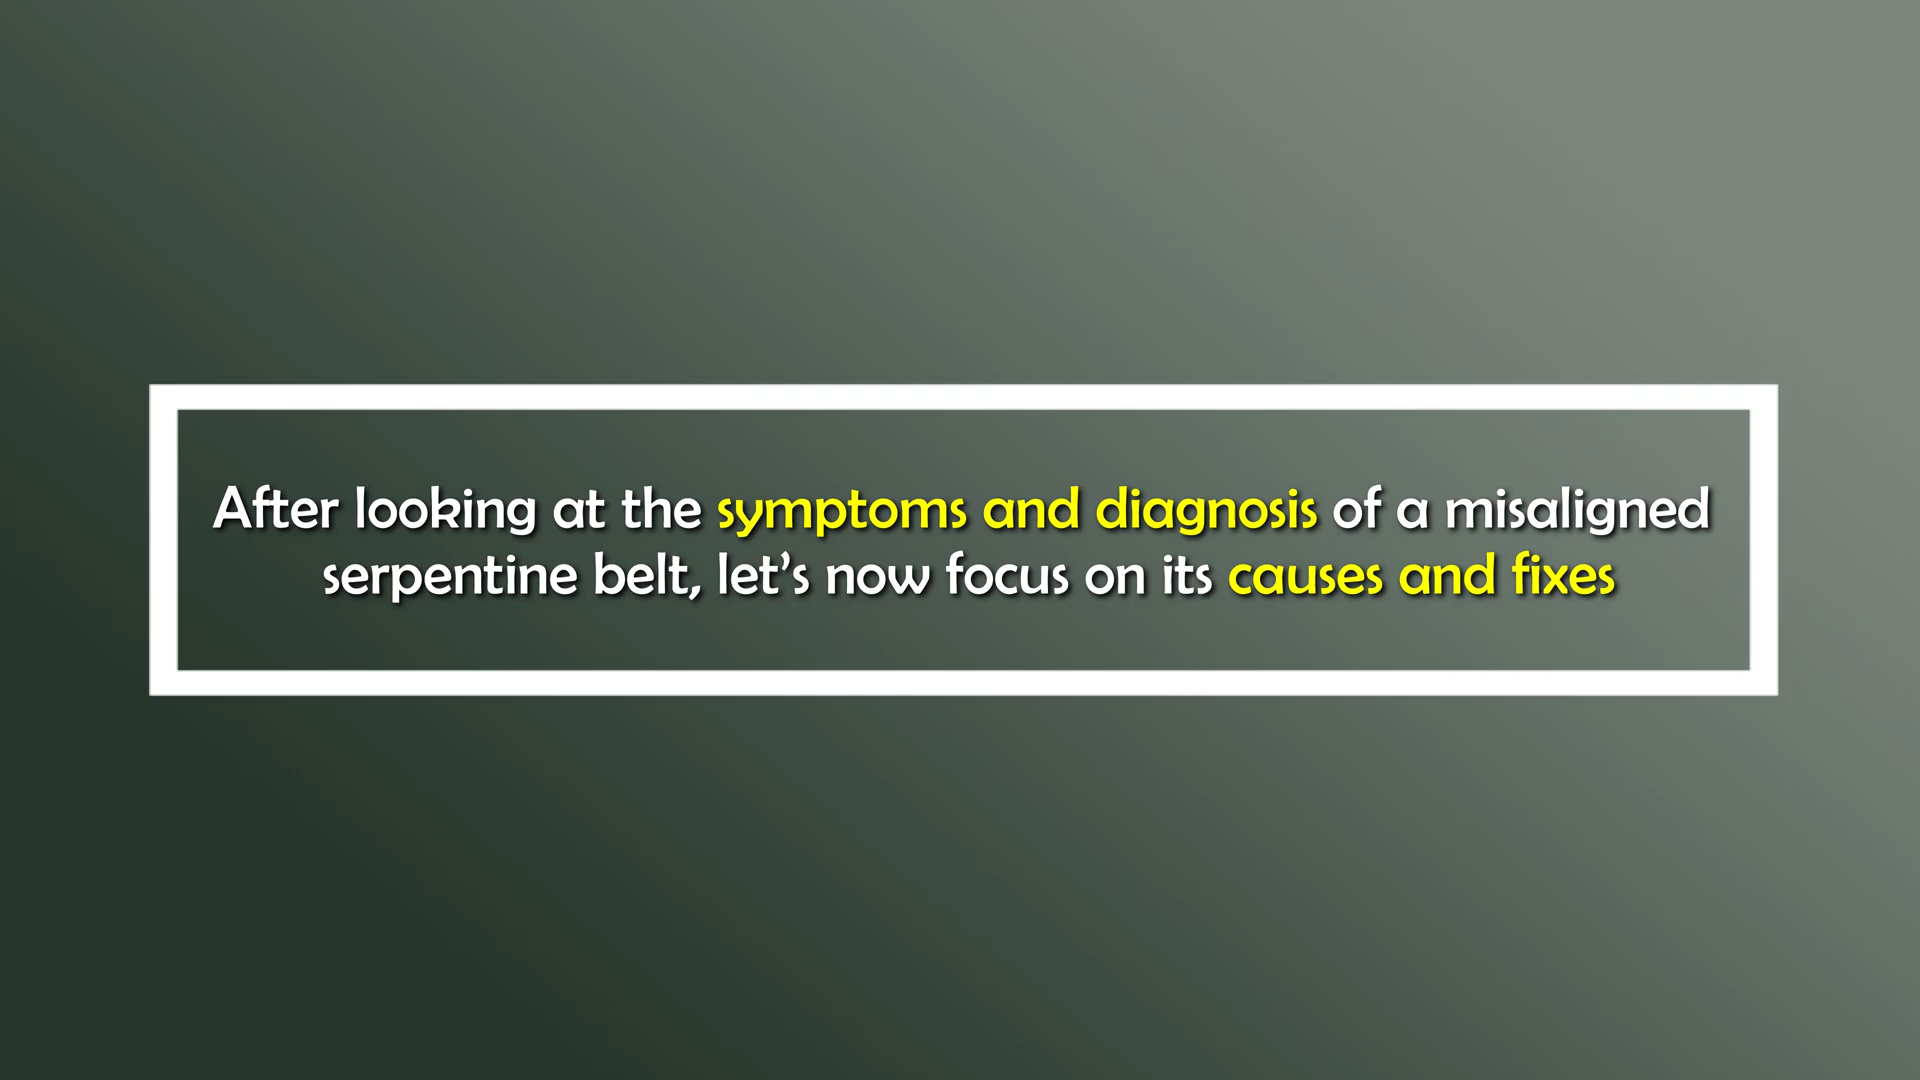 After looking at the symptoms and diagnosis of a misaligned
serpentine belt, let’s now focus on its causes and fixes